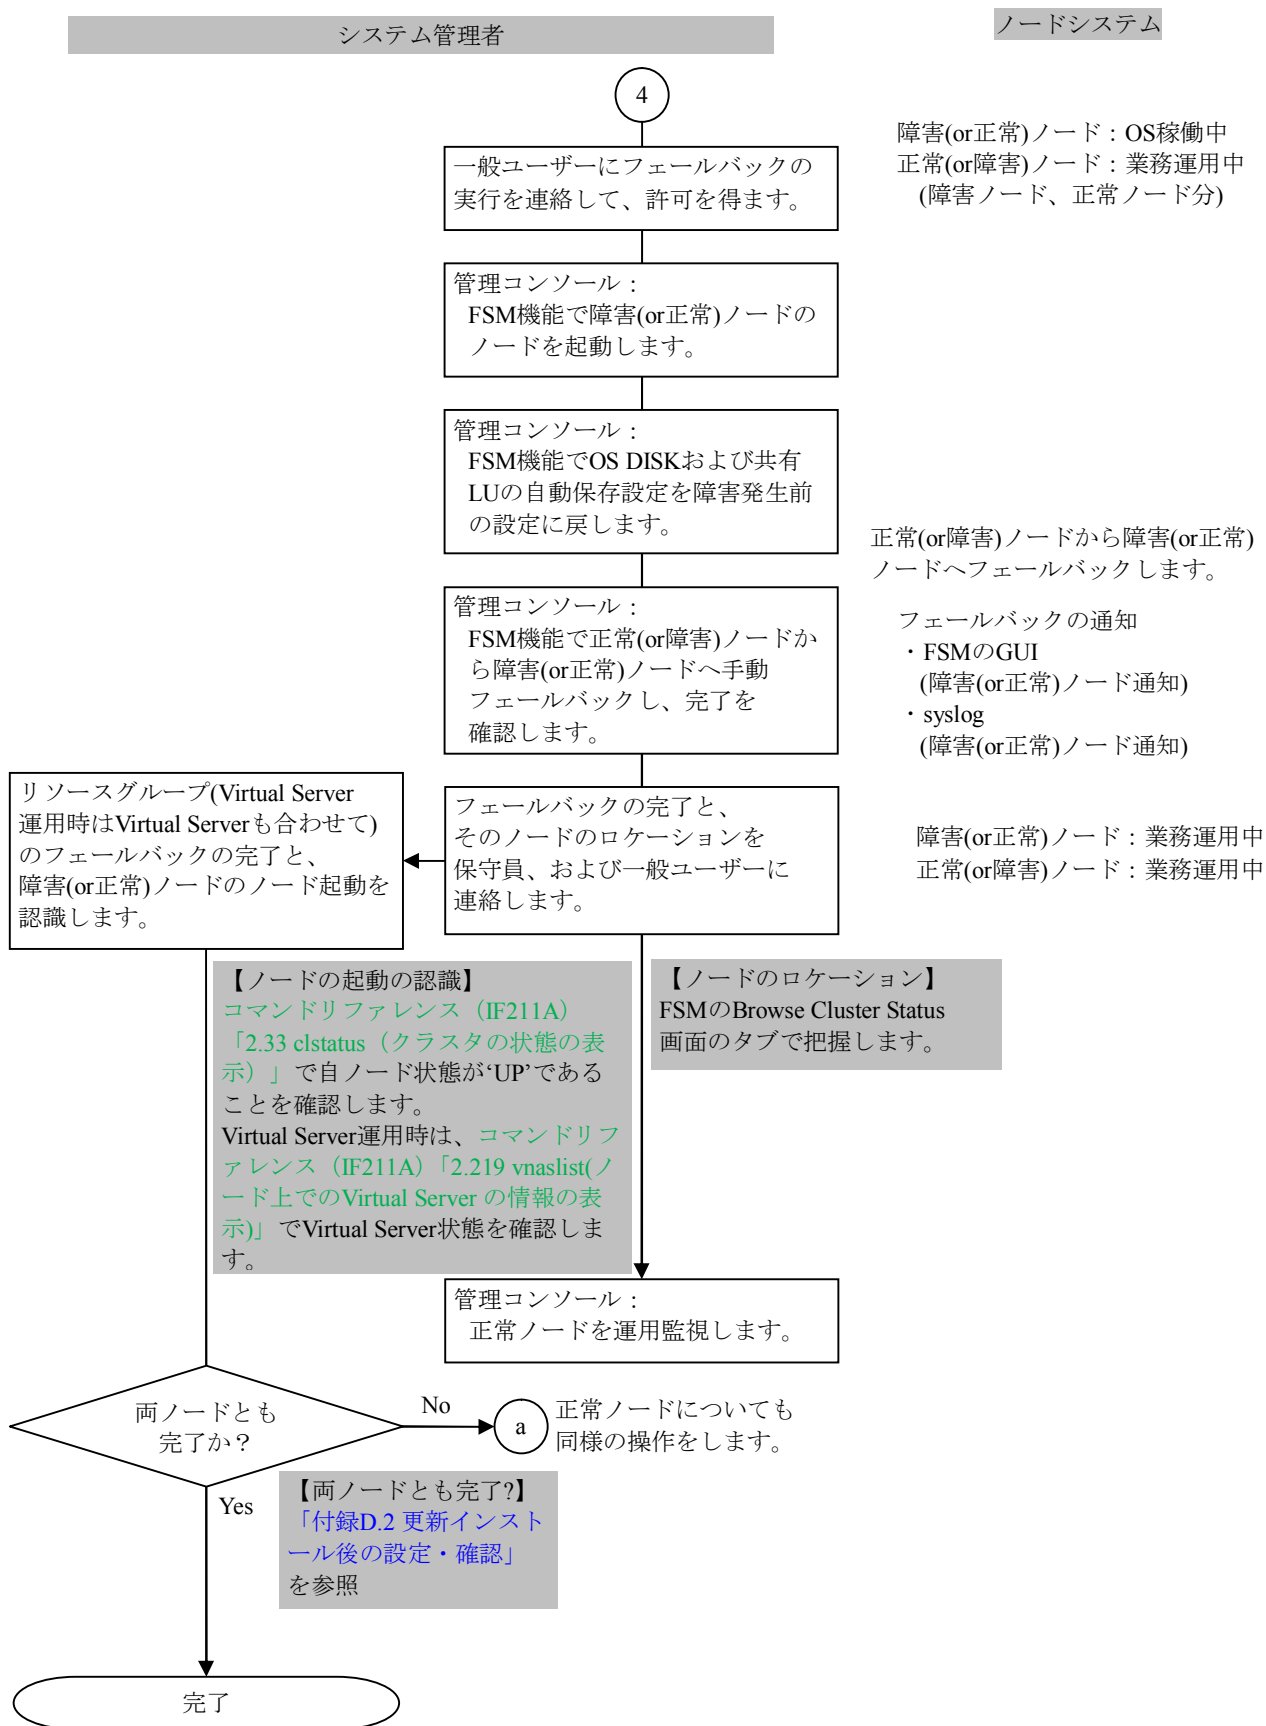 システム管理者
ノードシステム
4
障害(or正常)ノード：OS稼働中
正常(or障害)ノード：業務運用中
(障害ノード、正常ノード分)
一般ユーザーにフェールバックの
実行を連絡して、許可を得ます。
管理コンソール：
FSM機能で障害(or正常)ノードの
ノードを起動します。
管理コンソール：
FSM機能でOS DISKおよび共有
LUの自動保存設定を障害発生前
の設定に戻します。
正常(or障害)ノードから障害(or正常)
ノードへフェールバックします。
管理コンソール：
FSM機能で正常(or障害)ノードか
ら障害(or正常)ノードへ手動
フェールバックし、完了を
確認します。
フェールバックの通知
・FSMのGUI
(障害(or正常)ノード通知)
・syslog
(障害(or正常)ノード通知)
リソースグループ(Virtual Server
運用時はVirtual Serverも合わせて)
のフェールバックの完了と、
障害(or正常)ノードのノード起動を
認識します。
フェールバックの完了と、
そのノードのロケーションを
保守員、および一般ユーザーに
連絡します。
障害(or正常)ノード：業務運用中
正常(or障害)ノード：業務運用中
【ノードの起動の認識】
コマンドリファレンス（IF211A）
「2.33 clstatus（クラスタの状態の表
示）」で自ノード状態が‘UP’である
ことを確認します。
Virtual Server運用時は、コマンドリフ
ァレンス（IF211A）「2.219 vnaslist(ノ
ード上でのVirtual Server の情報の表
示)」でVirtual Server状態を確認しま
す。
【ノードのロケーション】
FSMのBrowse Cluster Status
画面のタブで把握します。
管理コンソール：
正常ノードを運用監視します。
両ノードとも
完了か？
No
a
正常ノードについても
同様の操作をします。
Yes
【両ノードとも完了?】
「付録D.2 更新インスト
ール後の設定・確認」
を参照
完了